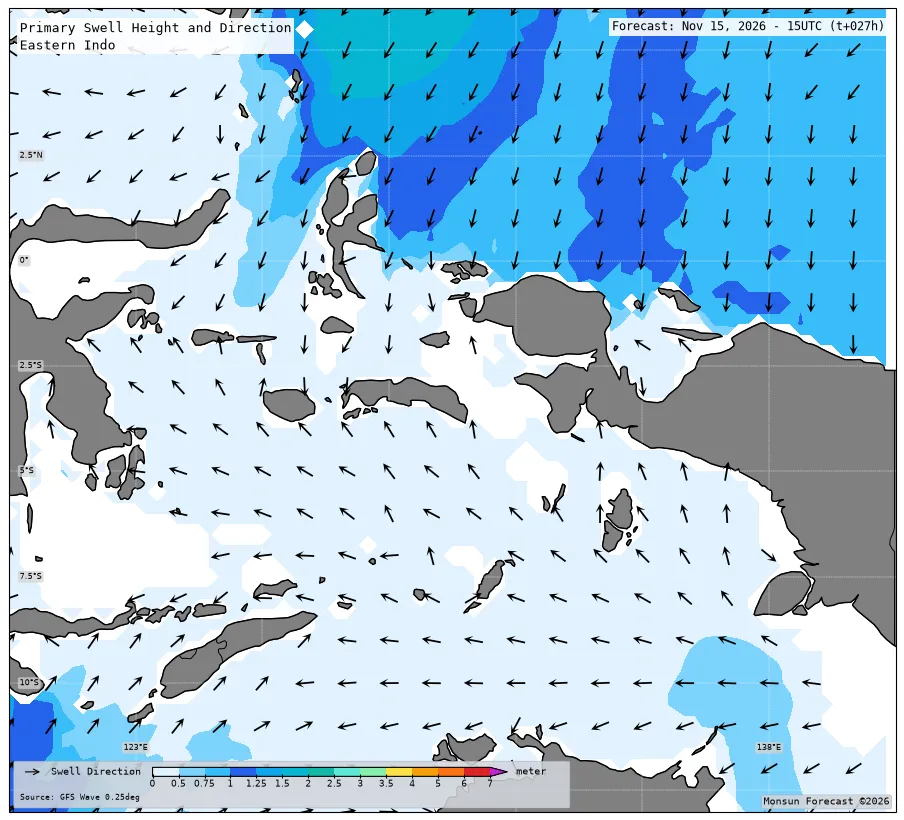 Primary Swell Height and Direction
Eastern Indo
Forecast: Nov 15, 2026 - 15UTC (t+027h)
2.5°N
0°
2.5°S
5°S
7.5°S
10°S
123°E
138°E
Swell Direction
0 0.5 0.75 1 1.25 1.5 2 2.5 3 3.5 4 5 6 7
meter
Source: GFS Wave 0.25deg
Monsun Forecast ©2026